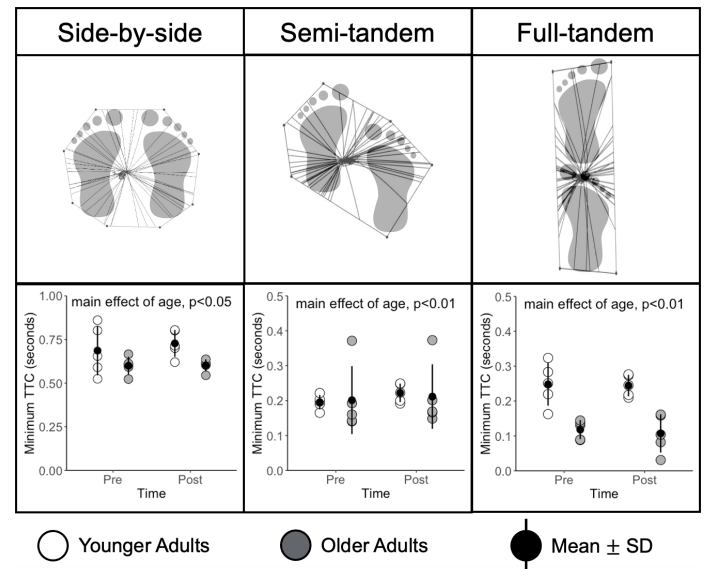 Side-by-side
Semi-tandem
Full-tandem
main effect of age, p<0.05
Minimum TTC (seconds)
1.00
0.75
0.50
0.25
0.00
Pre
Post
Time
main effect of age, p<0.01
Minimum TTC (seconds)
0.5
0.4
0.3
0.2
0.1
0.0
Pre
Post
Time
main effect of age, p<0.01
Minimum TTC (seconds)
0.5
0.4
0.3
0.2
0.1
0.0
Pre
Post
Time
Younger Adults
Older Adults
Mean ± SD